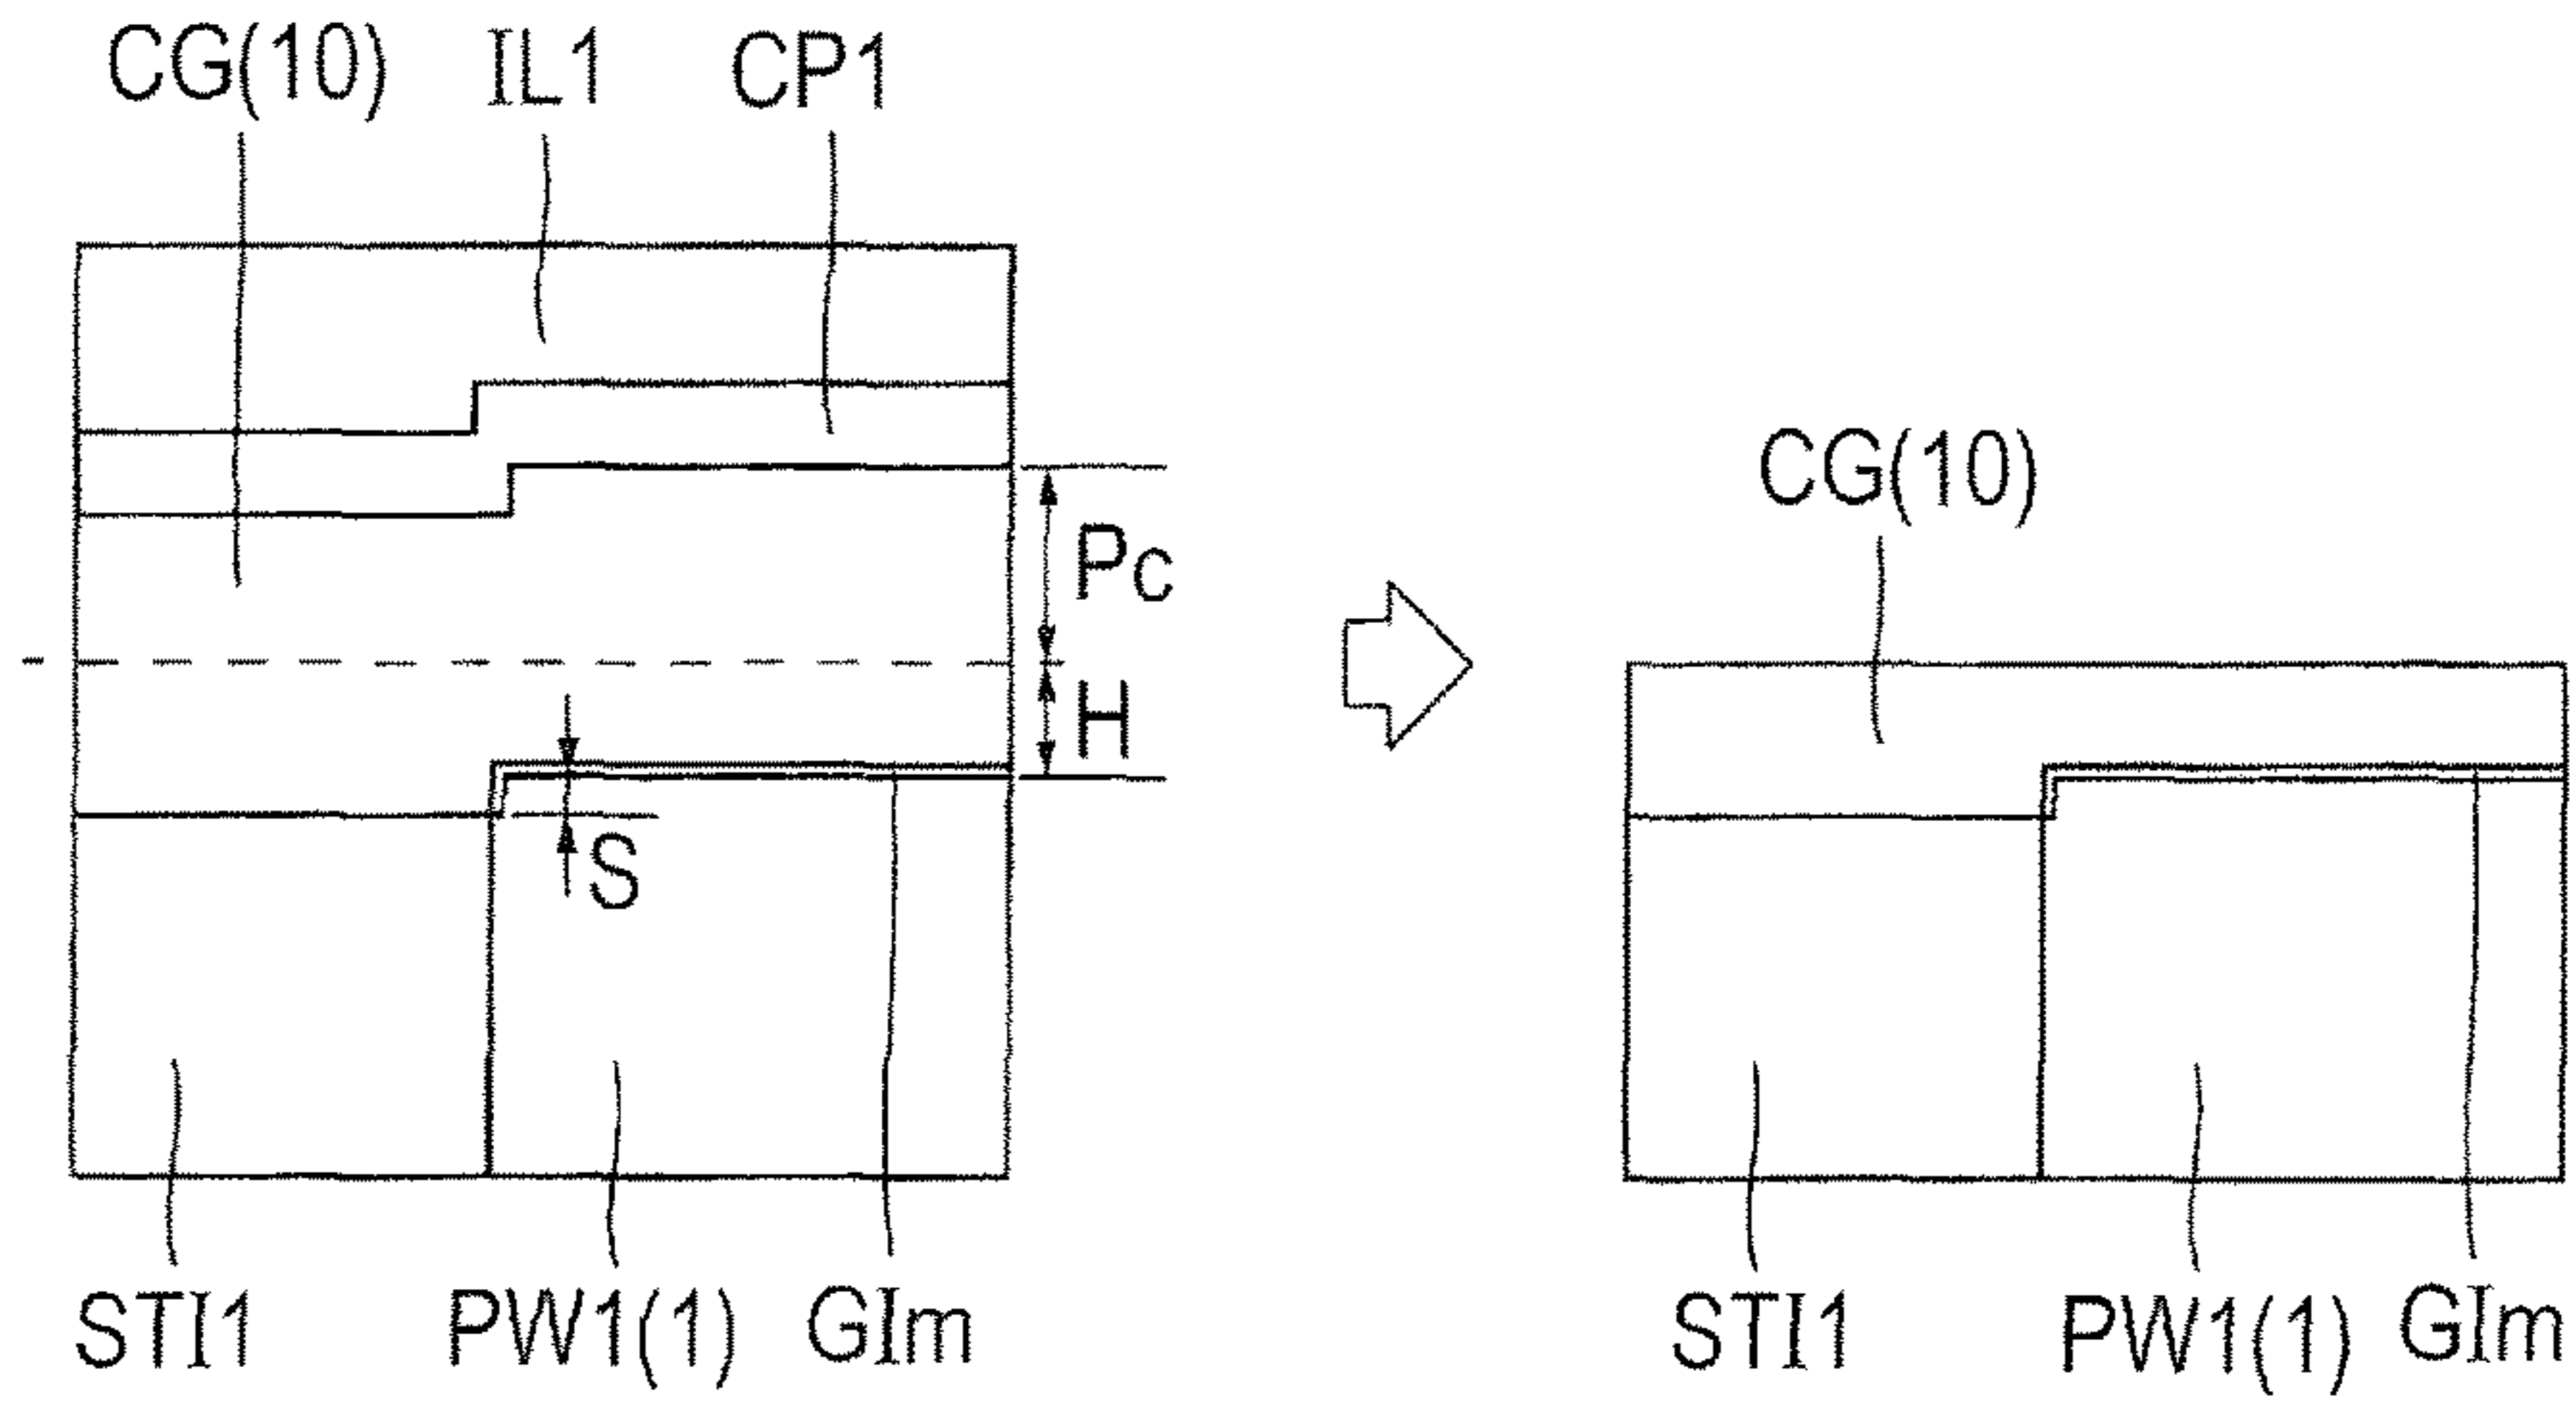 CG(10) IL1 CP1
CG(10)
PC
H
S
STI1 PW1(1) GIm
STI1 PW1(1) GIm